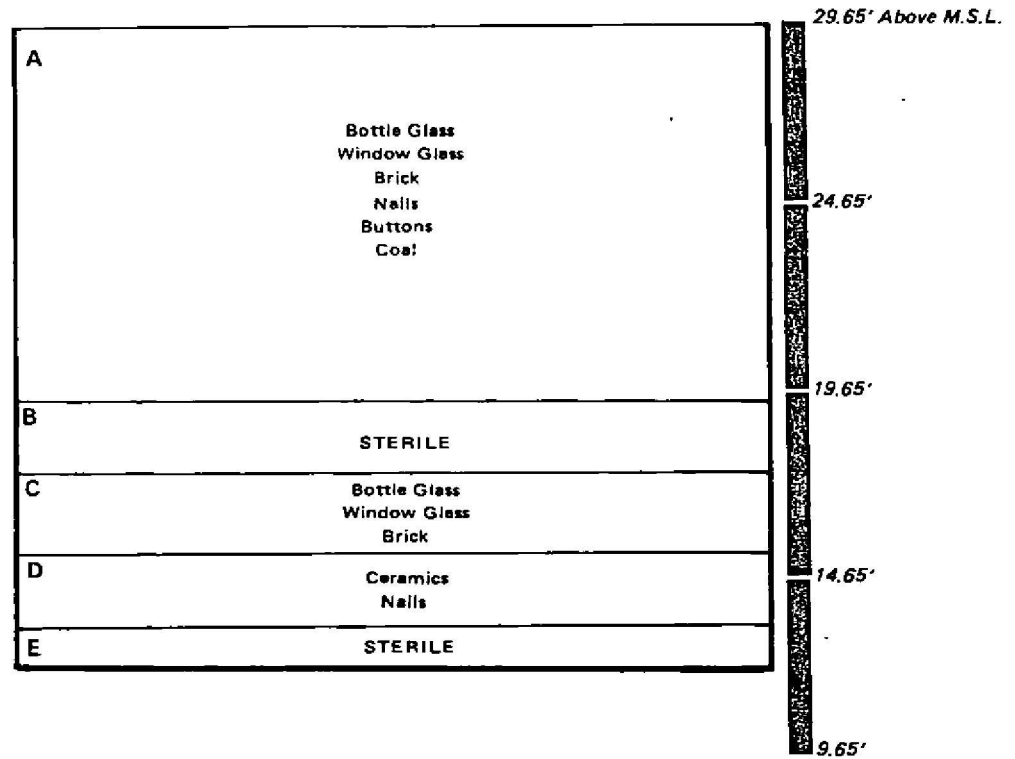 29.65' Above M.S.L.
A
Bottle Glass
Window Glass
Brick
Nails
Buttons
Coal
24.65'
19.65'
B
STERILE
C
Bottle Glass
Window Glass
Brick
D
Ceramics
Nails
14.65'
E
STERILE
9.65'